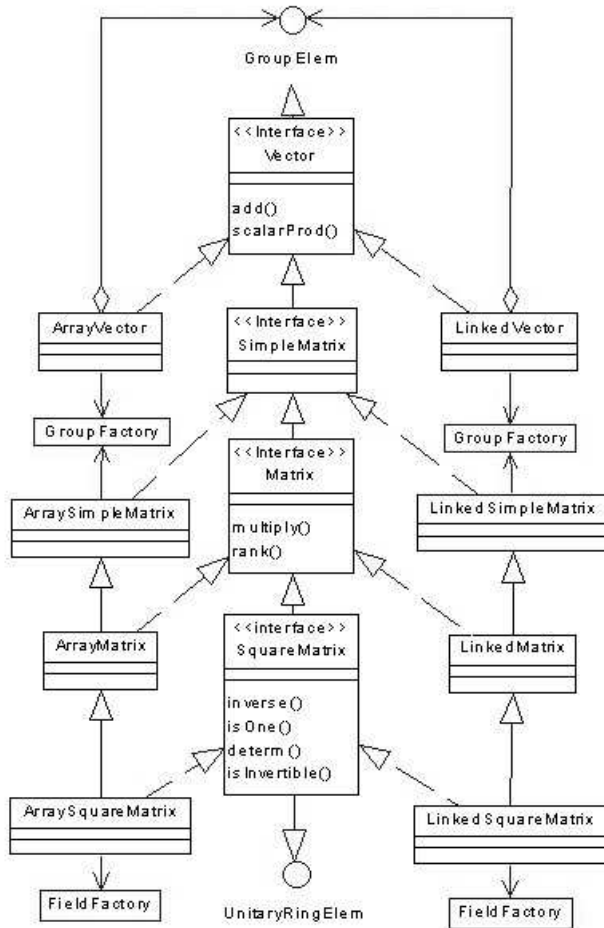 GroupElem
<<Interface>>
Vector
add()
scalarProd()
ArrayVector
<<Interface>>
SimpleMatrix
LinkedVector
GroupFactory
GroupFactory
<<Interface>>
Matrix
multiply()
rank()
ArraySimpleMatrix
LinkedSimpleMatrix
ArrayMatrix
<<interface>>
SquareMatrix
inverse()
isOne()
determ()
isInvertible()
LinkedMatrix
ArraySquareMatrix
LinkedSquareMatrix
FieldFactory
UnitaryRingElem
FieldFactory